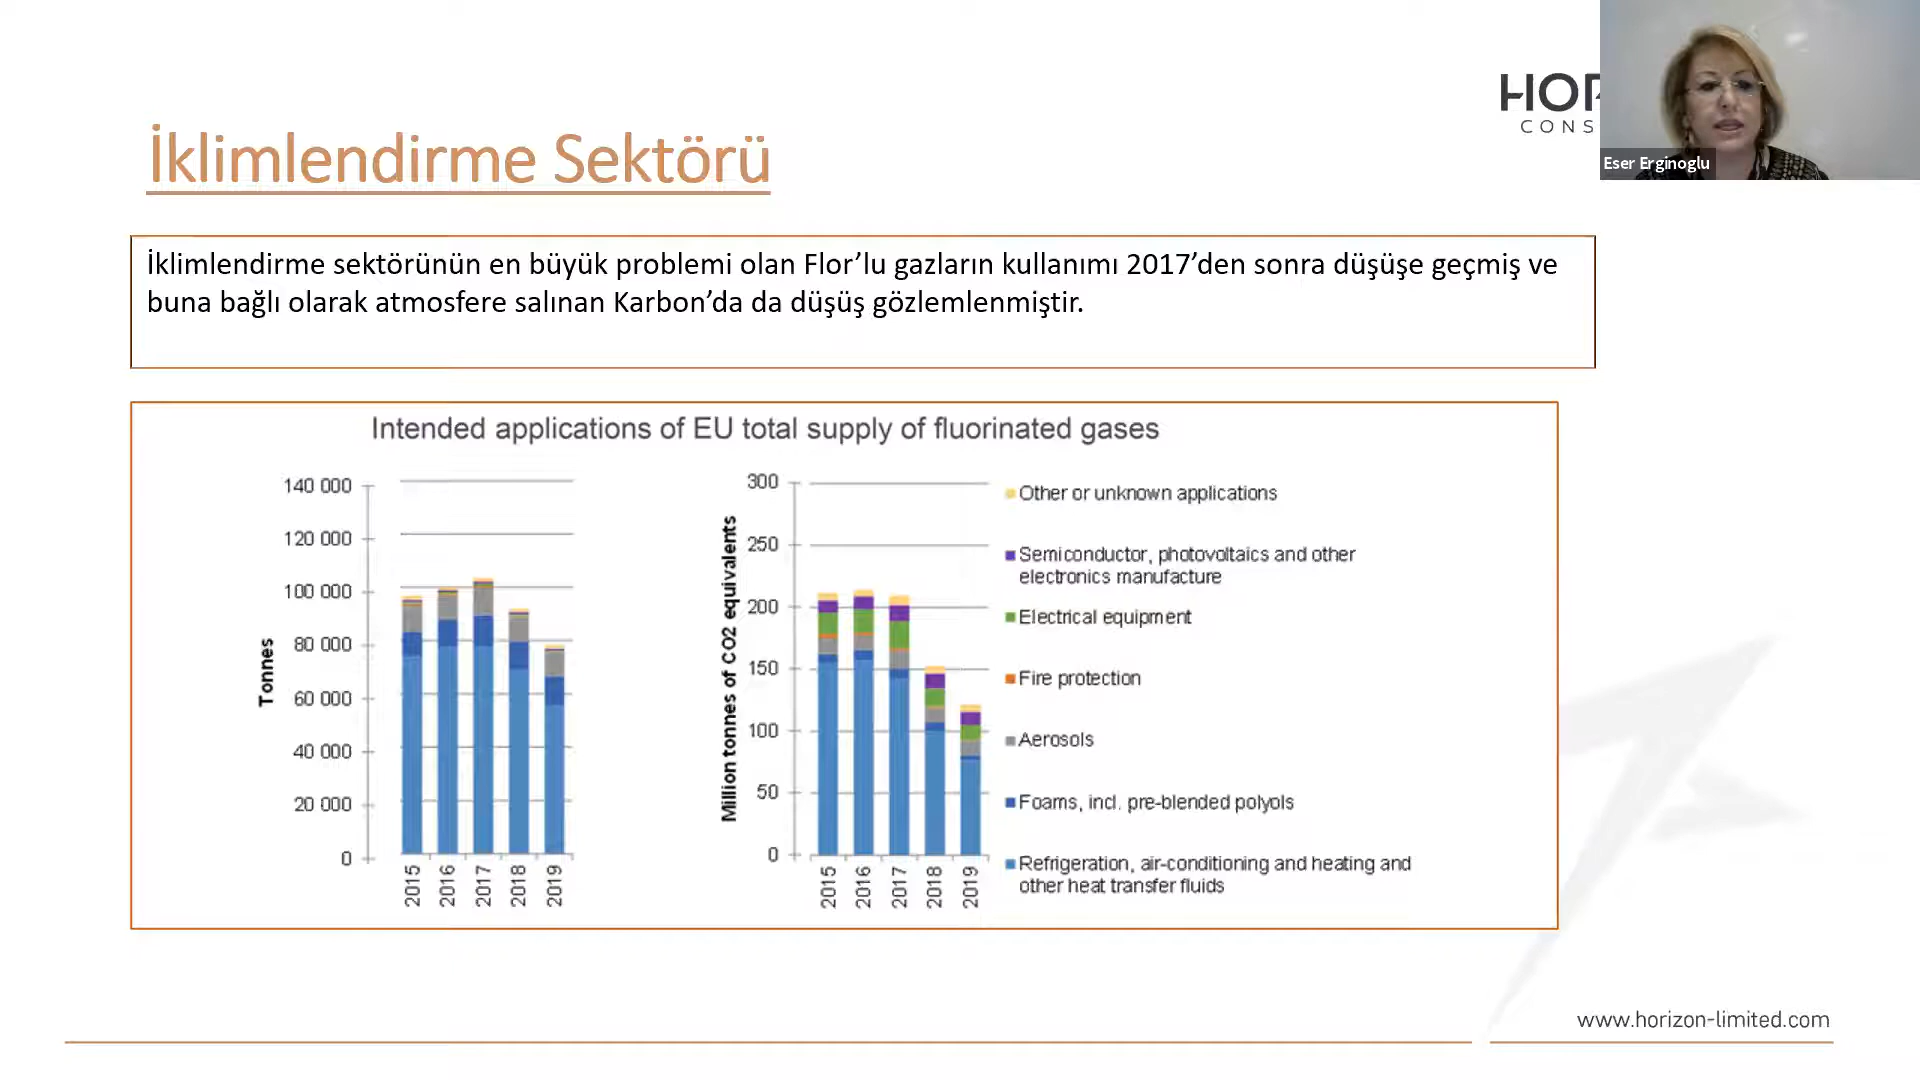 HOR
CONS
Eser Erginoglu
İklimlendirme Sektörü
İklimlendirme sektörünün en büyük problemi olan Flor’lu gazların kullanımı 2017’den sonra düşüşe geçmiş ve
buna bağlı olarak atmosfere salınan Karbon’da da düşüş gözlemlenmiştir.
Intended applications of EU total supply of fluorinated gases
Tonnes
140 000
120 000
100 000
80 000
60 000
40 000
20 000
0
2015
2016
2017
2018
2019
Million tonnes of CO2 equivalents
300
250
200
150
100
50
0
2015
2016
2017
2018
2019
Other or unknown applications
Semiconductor, photovoltaics and other
electronics manufacture
Electrical equipment
Fire protection
Aerosols
Foams, incl. pre-blended polyols
Refrigeration, air-conditioning and heating and
other heat transfer fluids
www.horizon-limited.com